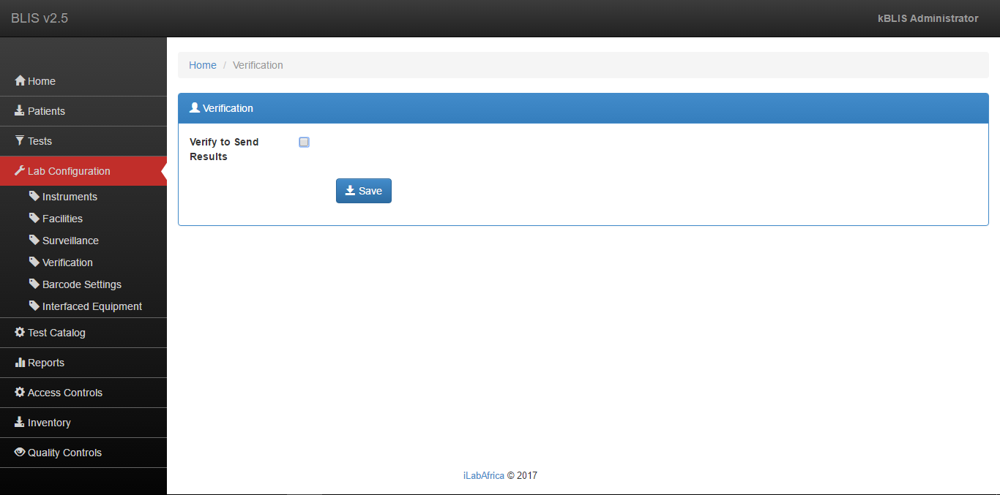 BLIS v2.5
kBLIS Administrator
Home
Patients
Tests
Lab Configuration
Instruments
Facilities
Surveillance
Verification
Barcode Settings
Interfaced Equipment
Test Catalog
Reports
Access Controls
Inventory
Quality Controls
Home / Verification
Verification
Verify to Send
Results
Save
iLabAfrica © 2017